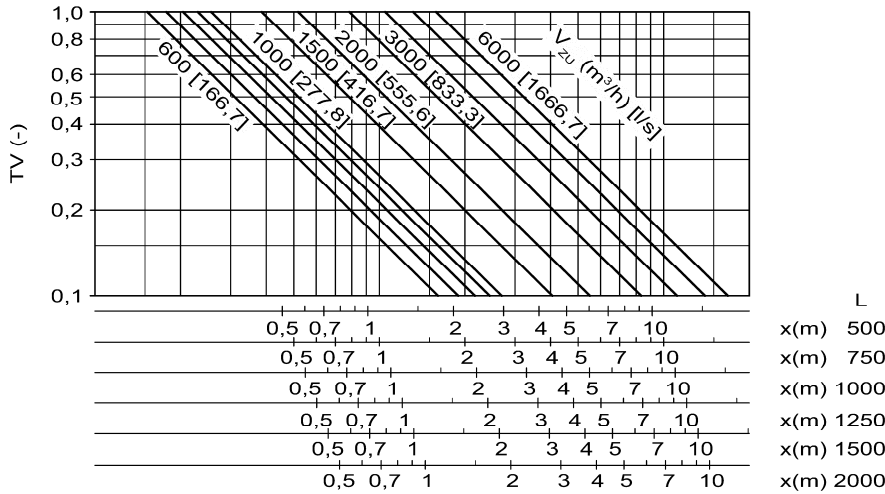 1,0
0,8
0,6
0,5
0,4
0,3
0,2
0,1
TV (-)
600 [166,7]
1000 [277,8]
1500 [416,7]
2000 [555,6]
3000 [833,3]
6000 [1666,7]
V_ZU (m³/h) [l/s]
L
0,5 0,7 1 2 3 4 5 7 10 x(m) 500
0,5 0,7 1 2 3 4 5 7 10 x(m) 750
0,5 0,7 1 2 3 4 5 7 10 x(m) 1000
0,5 0,7 1 2 3 4 5 7 10 x(m) 1250
0,5 0,7 1 2 3 4 5 7 10 x(m) 1500
0,5 0,7 1 2 3 4 5 7 10 x(m) 2000